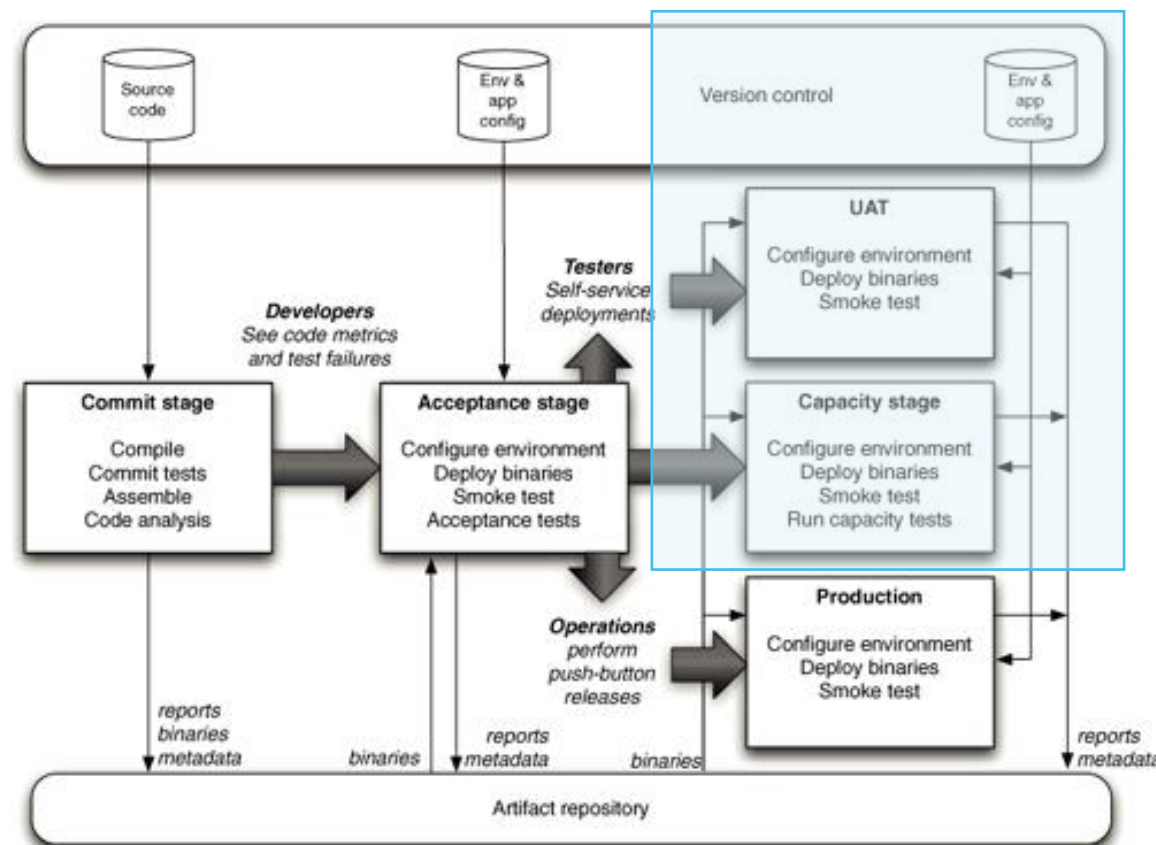 Source
code
Env &
app
config
Version control
Env &
app
config
UAT
Configure environment
Deploy binaries
Smoke test
Testers
Self-service
deployments
Developers
See code metrics
and test failures
Commit stage
Compile
Commit tests
Assemble
Code analysis
Acceptance stage
Configure environment
Deploy binaries
Smoke test
Acceptance tests
Capacity stage
Configure environment
Deploy binaries
Smoke test
Run capacity tests
Operations
perform
push-button
releases
Production
Configure environment
Deploy binaries
Smoke test
reports
binaries
metadata
binaries
reports
metadata
binaries
reports
metadata
Artifact repository